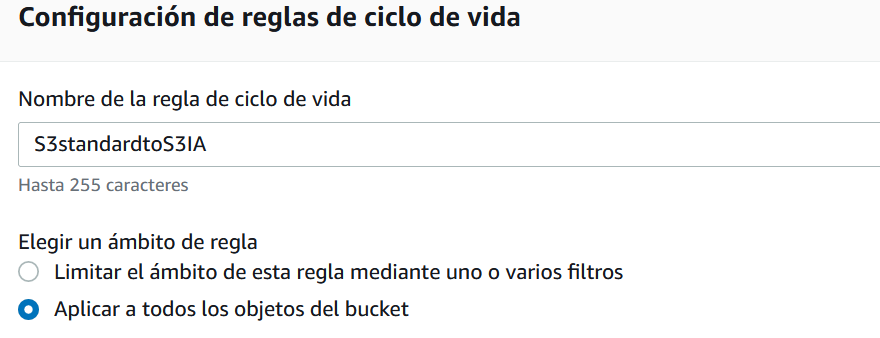 Configuración de reglas de ciclo de vida
Nombre de la regla de ciclo de vida
S3standardtoS3IA
Hasta 255 caracteres
Elegir un ámbito de regla
Limitar el ámbito de esta regla mediante uno o varios filtros
Aplicar a todos los objetos del bucket